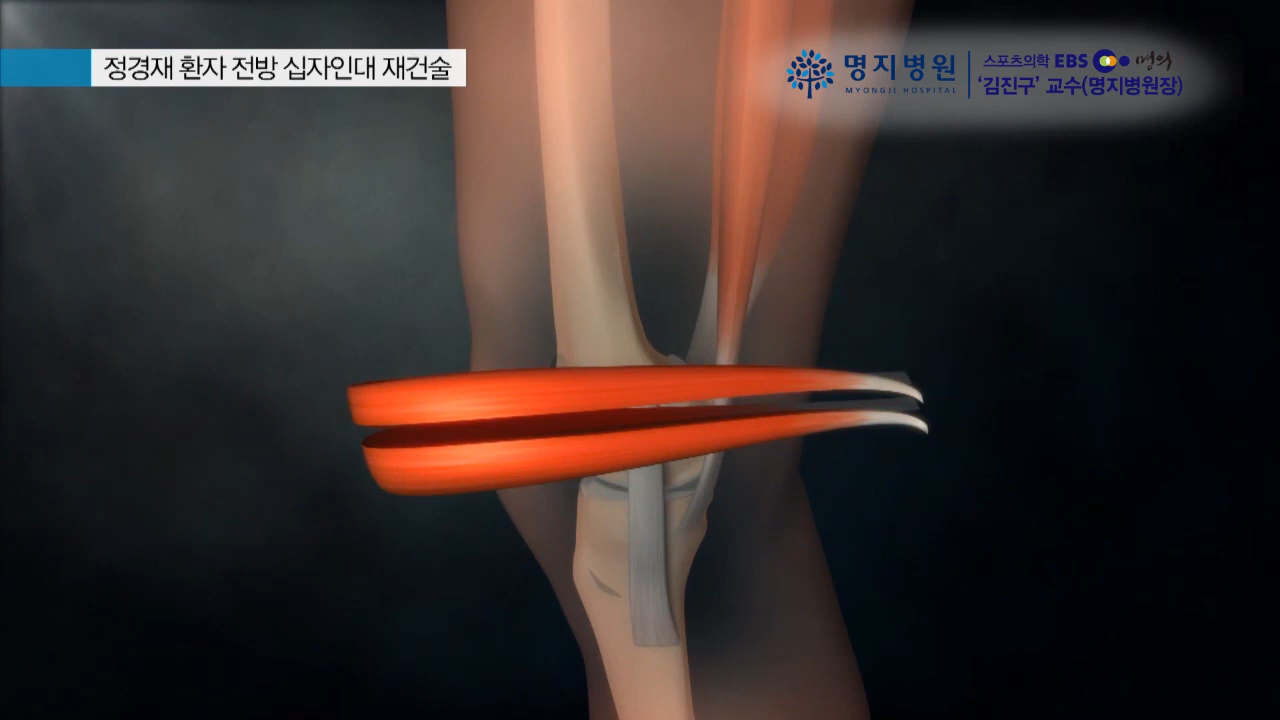 정경재 환자 전방 십자인대 재건술
명지병원
MYONGJI HOSPITAL
스포츠의학 EBS 명의
‘김진구’ 교수(명지병원장)